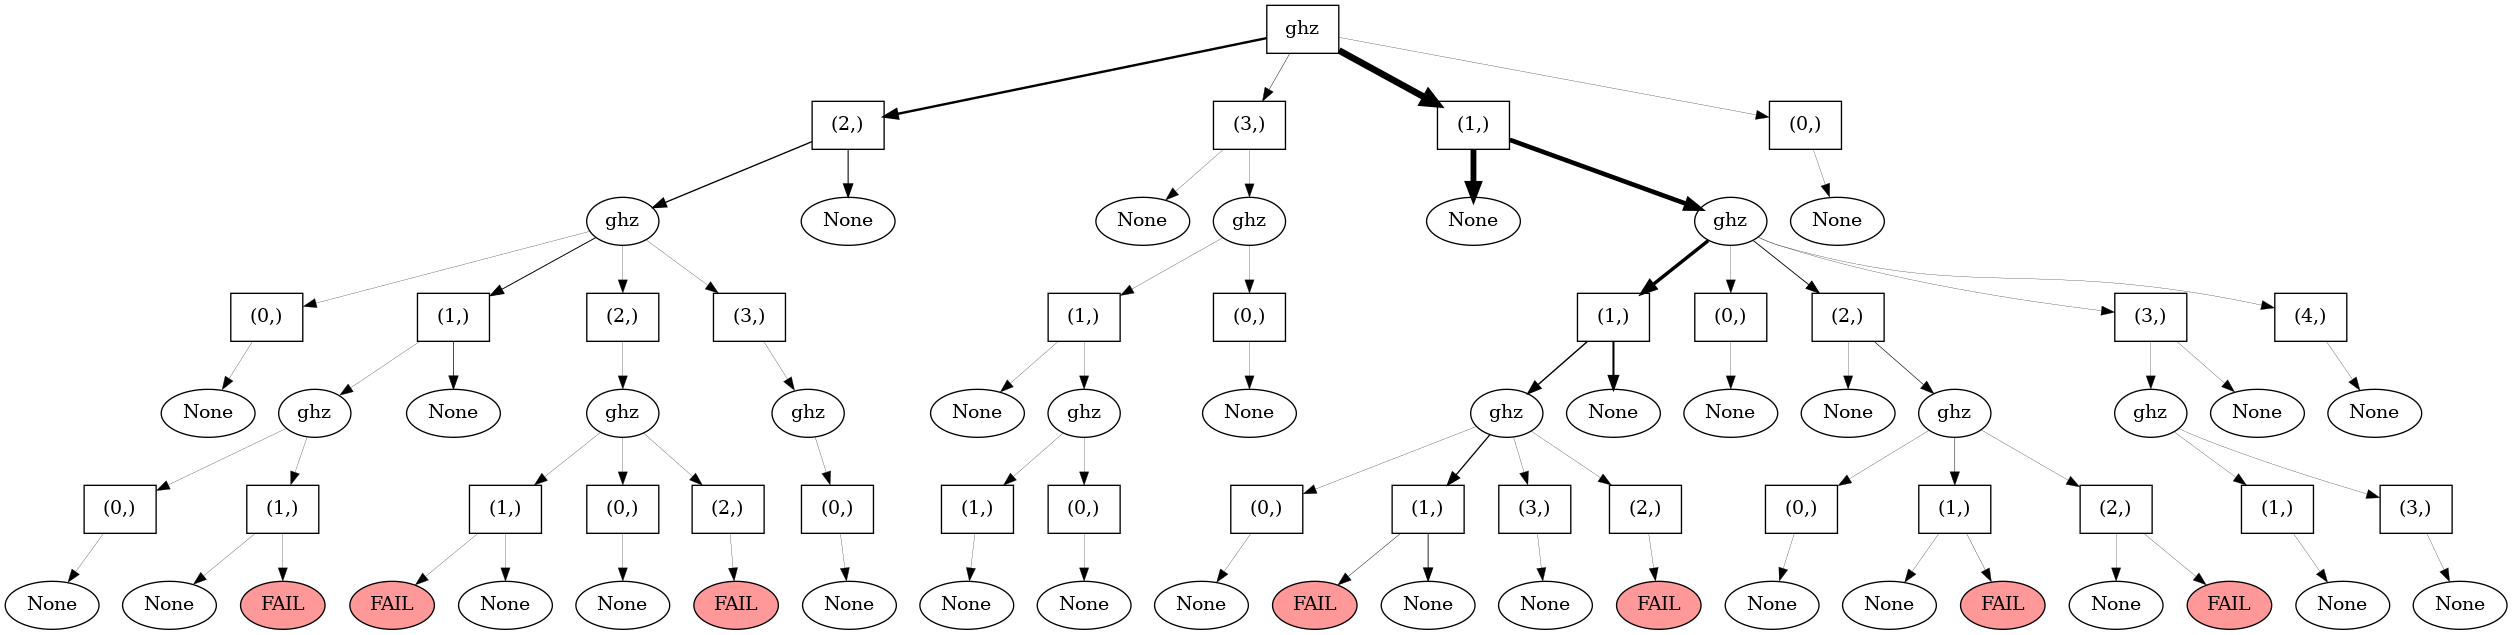 ghz
(2,) (3,) (1,) (0,)
ghz None None ghz None ghz None
(0,) (1,) (2,) (3,) (1,) (0,) (1,) (0,) (2,) (3,) (4,)
None ghz None ghz ghz None ghz None ghz None None None ghz ghz None None
(0,) (1,) (1,) (0,) (2,) (0,) (1,) (0,) (0,) (1,) (3,) (2,) (0,) (1,) (2,) (1,) (3,)
None None FAIL FAIL None None FAIL None None None None FAIL None None FAIL None None FAIL None FAIL None None